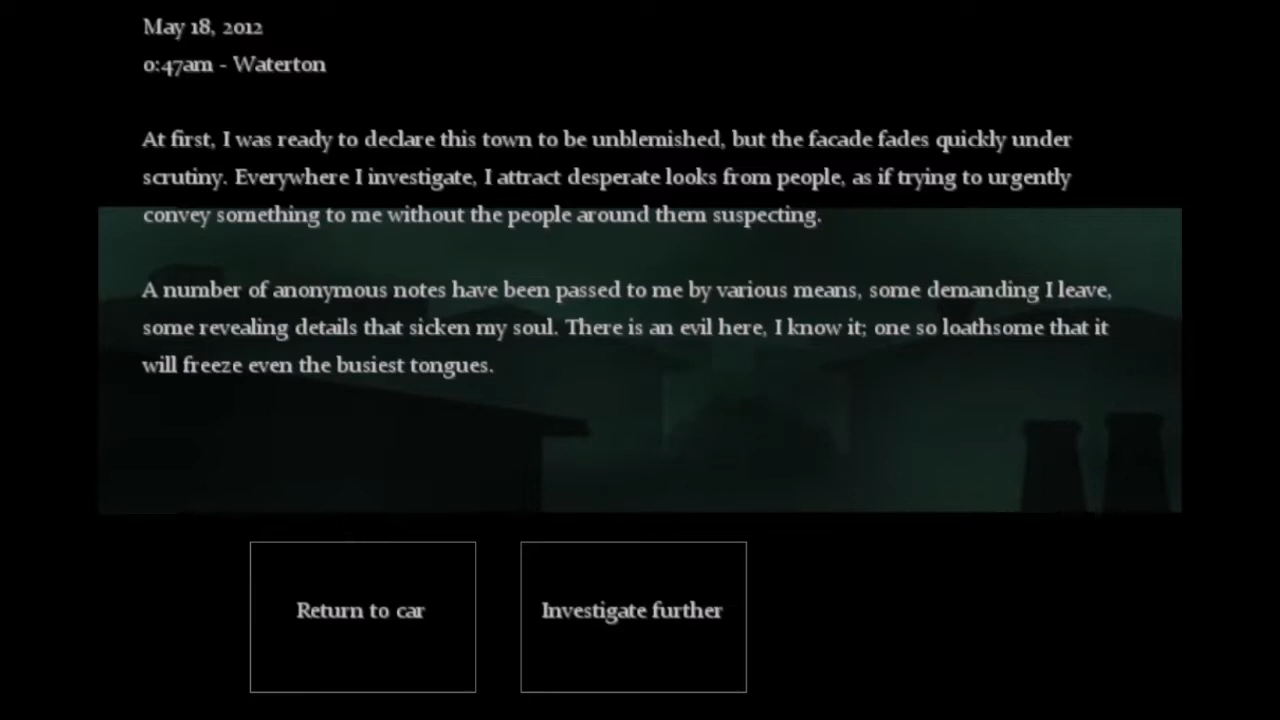 May 18, 2012
0:47am - Waterton
At first, I was ready to declare this town to be unblemished, but the facade fades quickly under
scrutiny. Everywhere I investigate, I attract desperate looks from people, as if trying to urgently
convey something to me without the people around them suspecting.
A number of anonymous notes have been passed to me by various means, some demanding I leave,
some revealing details that sicken my soul. There is an evil here, I know it; one so loathsome that it
will freeze even the busiest tongues.
Return to car
Investigate further